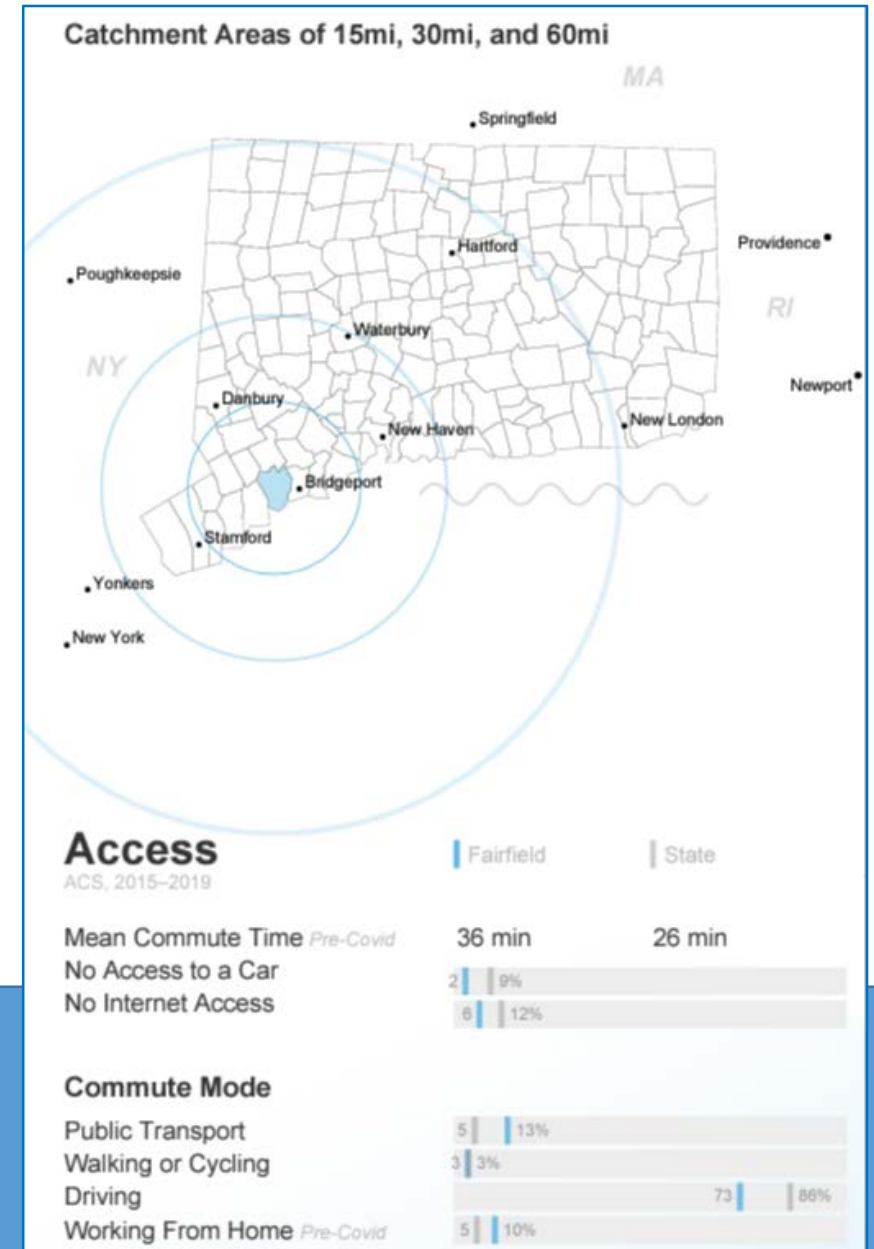 Catchment Areas of 15mi, 30mi, and 60mi
MA
Springfield
Hartford
Providence
Poughkeepsie
RI
Waterbury
NY
Newport
Danbury
New London
New Haven
Bridgeport
Stamford
Yonkers
New York
Access
Fairfield State
ACS, 2015–2019
Mean Commute Time Pre-Covid 36 min 26 min
No Access to a Car 2 9%
No Internet Access 6 12%
Commute Mode
Public Transport 5 13%
Walking or Cycling 3 3%
Driving 73 86%
Working From Home Pre-Covid 5 10%